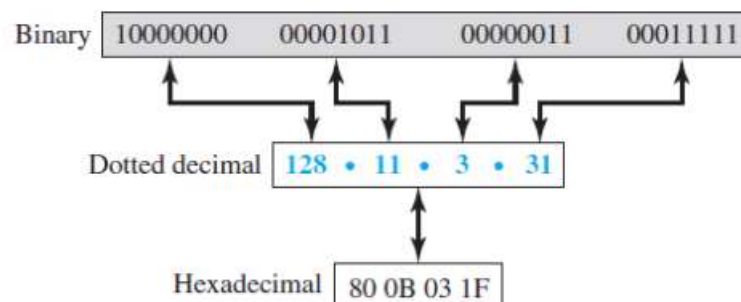 Binary 10000000 00001011 00000011 00011111
Dotted decimal 128 • 11 • 3 • 31
Hexadecimal 80 0B 03 1F